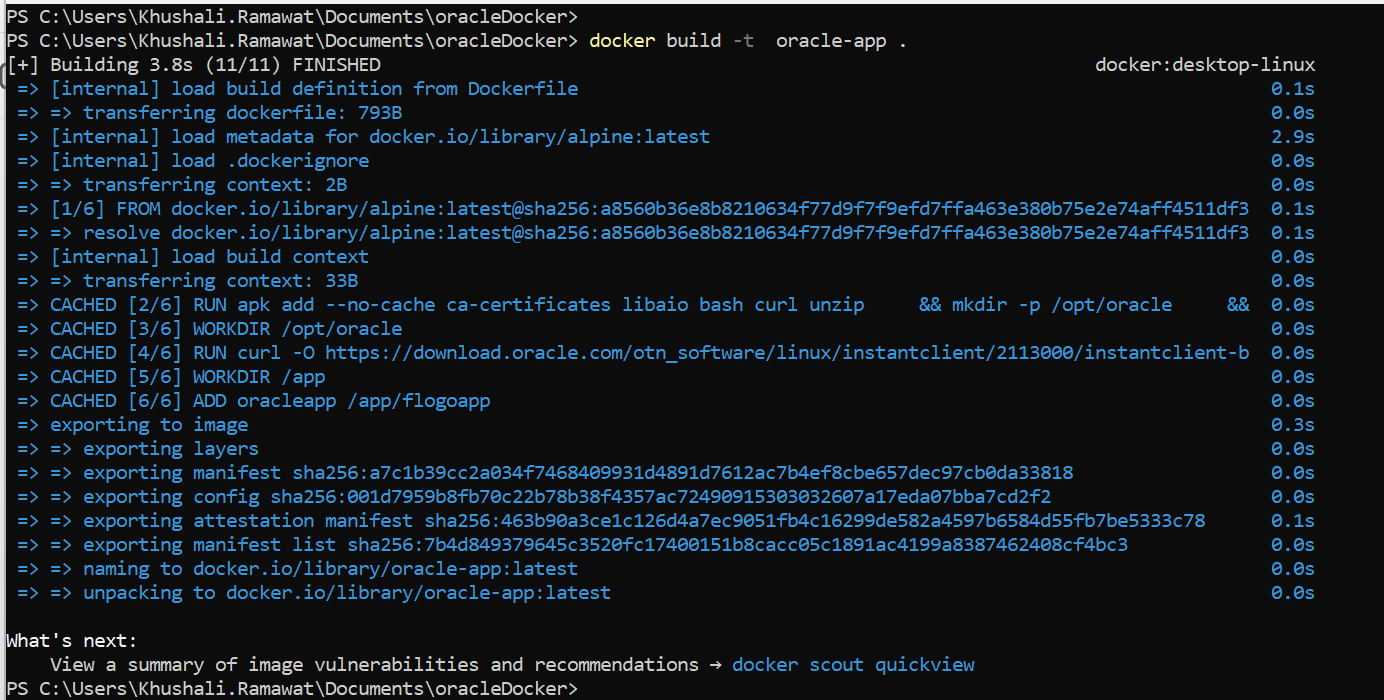 PS C:\Users\Khushali.Ramawat\Documents\oracleDocker>
PS C:\Users\Khushali.Ramawat\Documents\oracleDocker> docker build -t  oracle-app .
[+] Building 3.8s (11/11) FINISHED docker:desktop-linux
=> [internal] load build definition from Dockerfile 0.1s
=> => transferring dockerfile: 793B 0.0s
=> [internal] load metadata for docker.io/library/alpine:latest 2.9s
=> [internal] load .dockerignore 0.0s
=> => transferring context: 2B 0.0s
=> [1/6] FROM docker.io/library/alpine:latest@sha256:a8560b36e8b8210634f77d9f7f9efd7ffa463e380b75e2e74aff4511df3 0.1s
=> => resolve docker.io/library/alpine:latest@sha256:a8560b36e8b8210634f77d9f7f9efd7ffa463e380b75e2e74aff4511df3 0.1s
=> [internal] load build context 0.0s
=> => transferring context: 33B 0.0s
=> CACHED [2/6] RUN apk add --no-cache ca-certificates libaio bash curl unzip     && mkdir -p /opt/oracle     && 0.0s
=> CACHED [3/6] WORKDIR /opt/oracle 0.0s
=> CACHED [4/6] RUN curl -O https://download.oracle.com/otn_software/linux/instantclient/2113000/instantclient-b 0.0s
=> CACHED [5/6] WORKDIR /app 0.0s
=> CACHED [6/6] ADD oracleapp /app/flogoapp 0.0s
=> exporting to image 0.3s
=> => exporting layers 0.0s
=> => exporting manifest sha256:a7c1b39cc2a034f7468409931d4891d7612ac7b4ef8cbe657dec97cb0da33818 0.0s
=> => exporting config sha256:001d7959b8fb70c22b78b38f4357ac72490915303032607a17eda07bba7cd2f2 0.0s
=> => exporting attestation manifest sha256:463b90a3ce1c126d4a7ec9051fb4c16299de582a4597b6584d55fb7be5333c78 0.1s
=> => exporting manifest list sha256:7b4d849379645c3520fc17400151b8cacc05c1891ac4199a8387462408cf4bc3 0.0s
=> => naming to docker.io/library/oracle-app:latest 0.0s
=> => unpacking to docker.io/library/oracle-app:latest 0.0s
What's next:
View a summary of image vulnerabilities and recommendations → docker scout quickview
PS C:\Users\Khushali.Ramawat\Documents\oracleDocker>